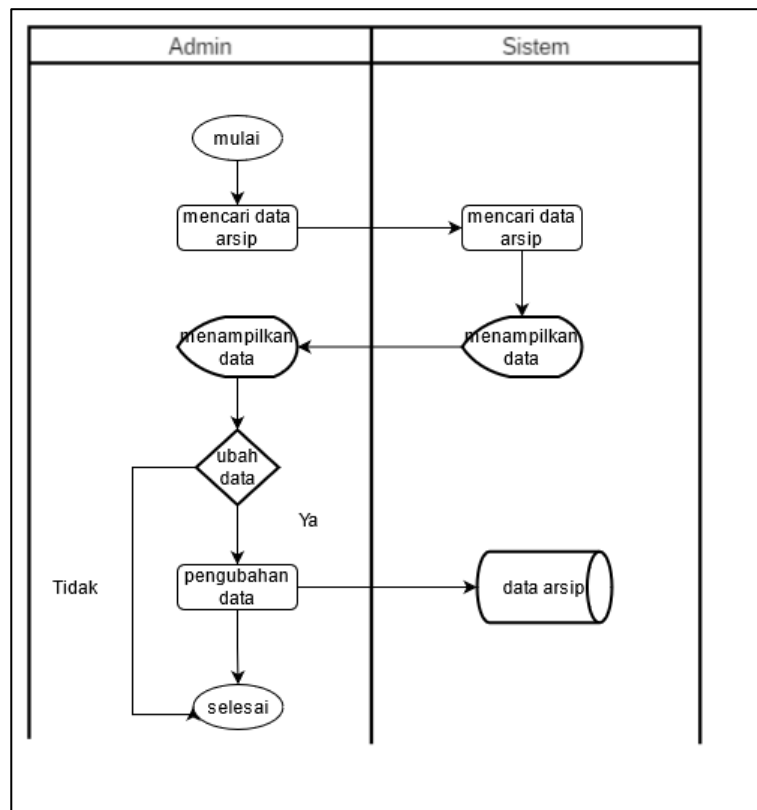 Admin
Sistem
mulai
mencari data
arsip
mencari data
arsip
menampilkan
data
menampilkan
data
ubah
data
Ya
Tidak
pengubahan
data
data arsip
selesai